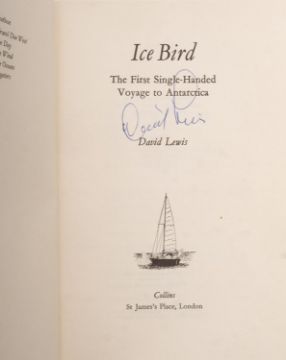 Ice Bird
The First Single-Handed
Voyage to Antarctica
David Lewis
David Lewis
Collins
St James's Place, London